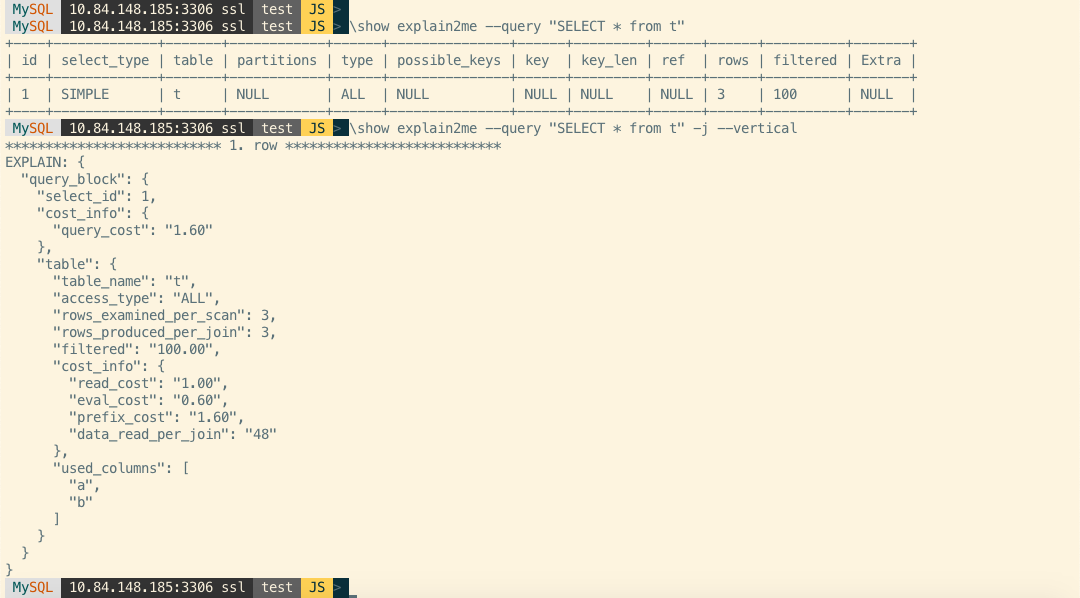 MySQL 10.84.148.185:3306 ssl test JS >
MySQL 10.84.148.185:3306 ssl test JS > \show explain2me --query "SELECT * from t"
+----+-------------+-------+------------+------+---------------+------+---------+------+------+----------+-------+
| id | select_type | table | partitions | type | possible_keys | key | key_len | ref | rows | filtered | Extra |
+----+-------------+-------+------------+------+---------------+------+---------+------+------+----------+-------+
| 1 | SIMPLE | t | NULL | ALL | NULL | NULL | NULL | NULL | 3 | 100 | NULL |
+----+-------------+-------+------------+------+---------------+------+---------+------+------+----------+-------+
MySQL 10.84.148.185:3306 ssl test JS > \show explain2me --query "SELECT * from t" -j --vertical
*************************** 1. row ***************************
EXPLAIN: {
  "query_block": {
    "select_id": 1,
    "cost_info": {
      "query_cost": "1.60"
    },
    "table": {
      "table_name": "t",
      "access_type": "ALL",
      "rows_examined_per_scan": 3,
      "rows_produced_per_join": 3,
      "filtered": "100.00",
      "cost_info": {
        "read_cost": "1.00",
        "eval_cost": "0.60",
        "prefix_cost": "1.60",
        "data_read_per_join": "48"
      },
      "used_columns": [
        "a",
        "b"
      ]
    }
  }
}
MySQL 10.84.148.185:3306 ssl test JS >